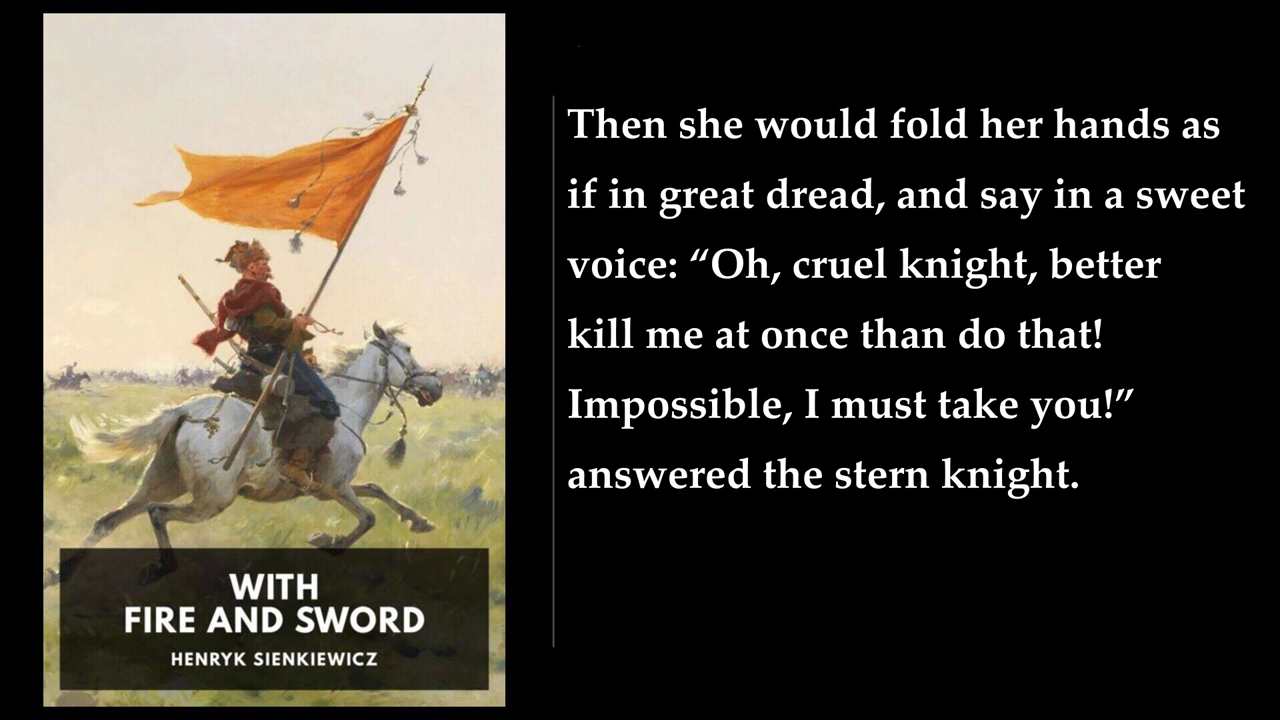 WITH
FIRE AND SWORD
HENRYK SIENKIEWICZ
Then she would fold her hands as
if in great dread, and say in a sweet
voice: “Oh, cruel knight, better
kill me at once than do that!
Impossible, I must take you!”
answered the stern knight.